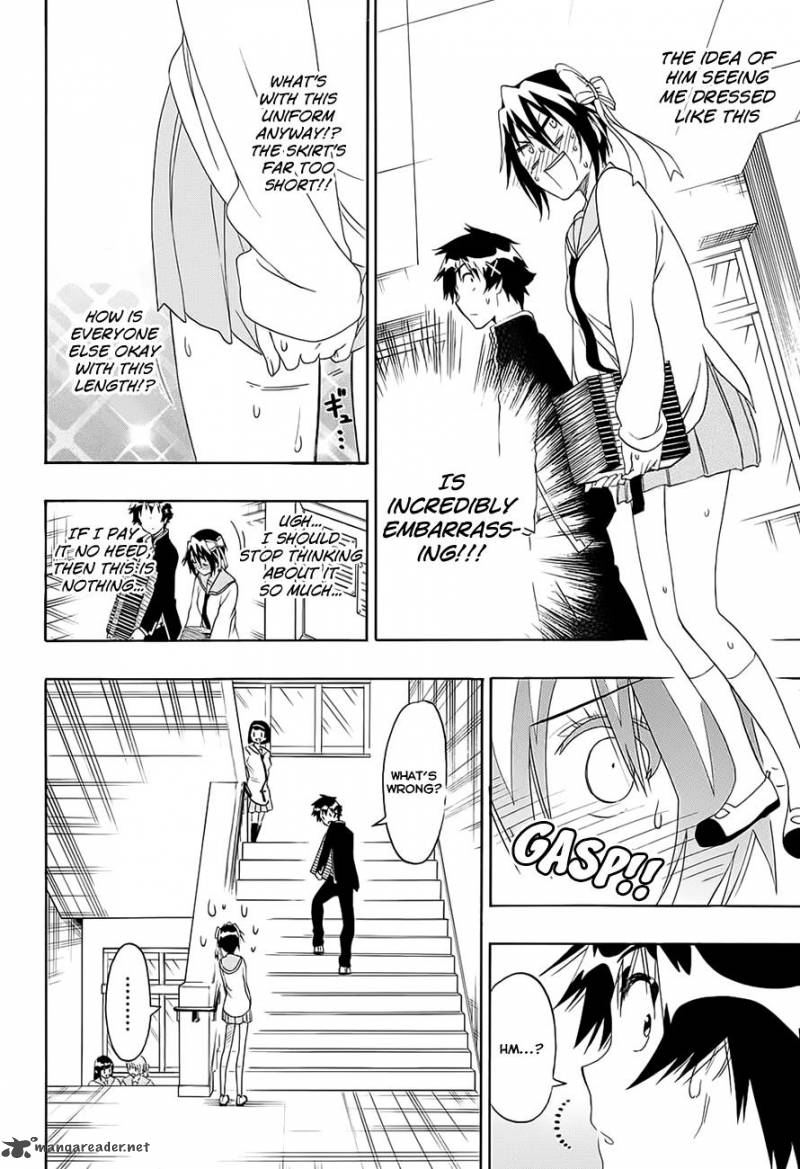 THE IDEA OF
HIM SEEING
ME DRESSED
LIKE THIS
IS
INCREDIBLY
EMBARRASS-
ING!!!
WHAT'S
WITH THIS
UNIFORM
ANYWAY!?
THE SKIRT'S
FAR TOO
SHORT!!
HOW IS
EVERYONE
ELSE OKAY
WITH THIS
LENGTH!?
ギュ…
UGH...
I SHOULD
STOP THINKING
ABOUT IT
SO MUCH...
IF I PAY
IT NO HEED,
THEN THIS IS
NOTHING...
GASP!!
HM...?
WHAT'S
WRONG?
........
mangareader.net